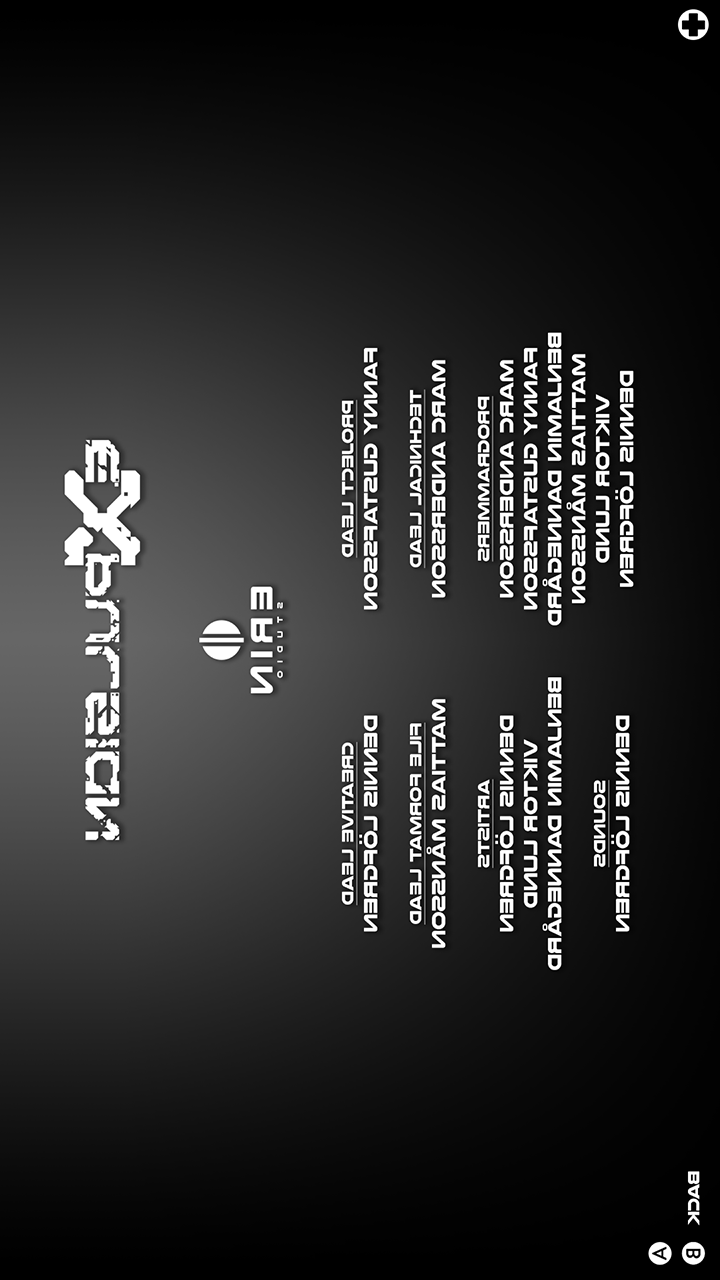 ERIN
STUDIO
PROJECT LEAD
FANNY GUSTAFSSON
TECHNICAL LEAD
MARC ANDERSSON
PROGRAMMERS
MARC ANDERSSON
FANNY GUSTAFSSON
BENJAMIN DANNEGÅRD
MATTIAS MÅNSSON
VIKTOR LUND
DENNIS LÖFGREN
CREATIVE LEAD
DENNIS LÖFGREN
FILE FORMAT LEAD
MATTIAS MÅNSSON
ARTISTS
DENNIS LÖFGREN
VIKTOR LUND
BENJAMIN DANNEGÅRD
SOUNDS
DENNIS LÖFGREN
A
BACK B